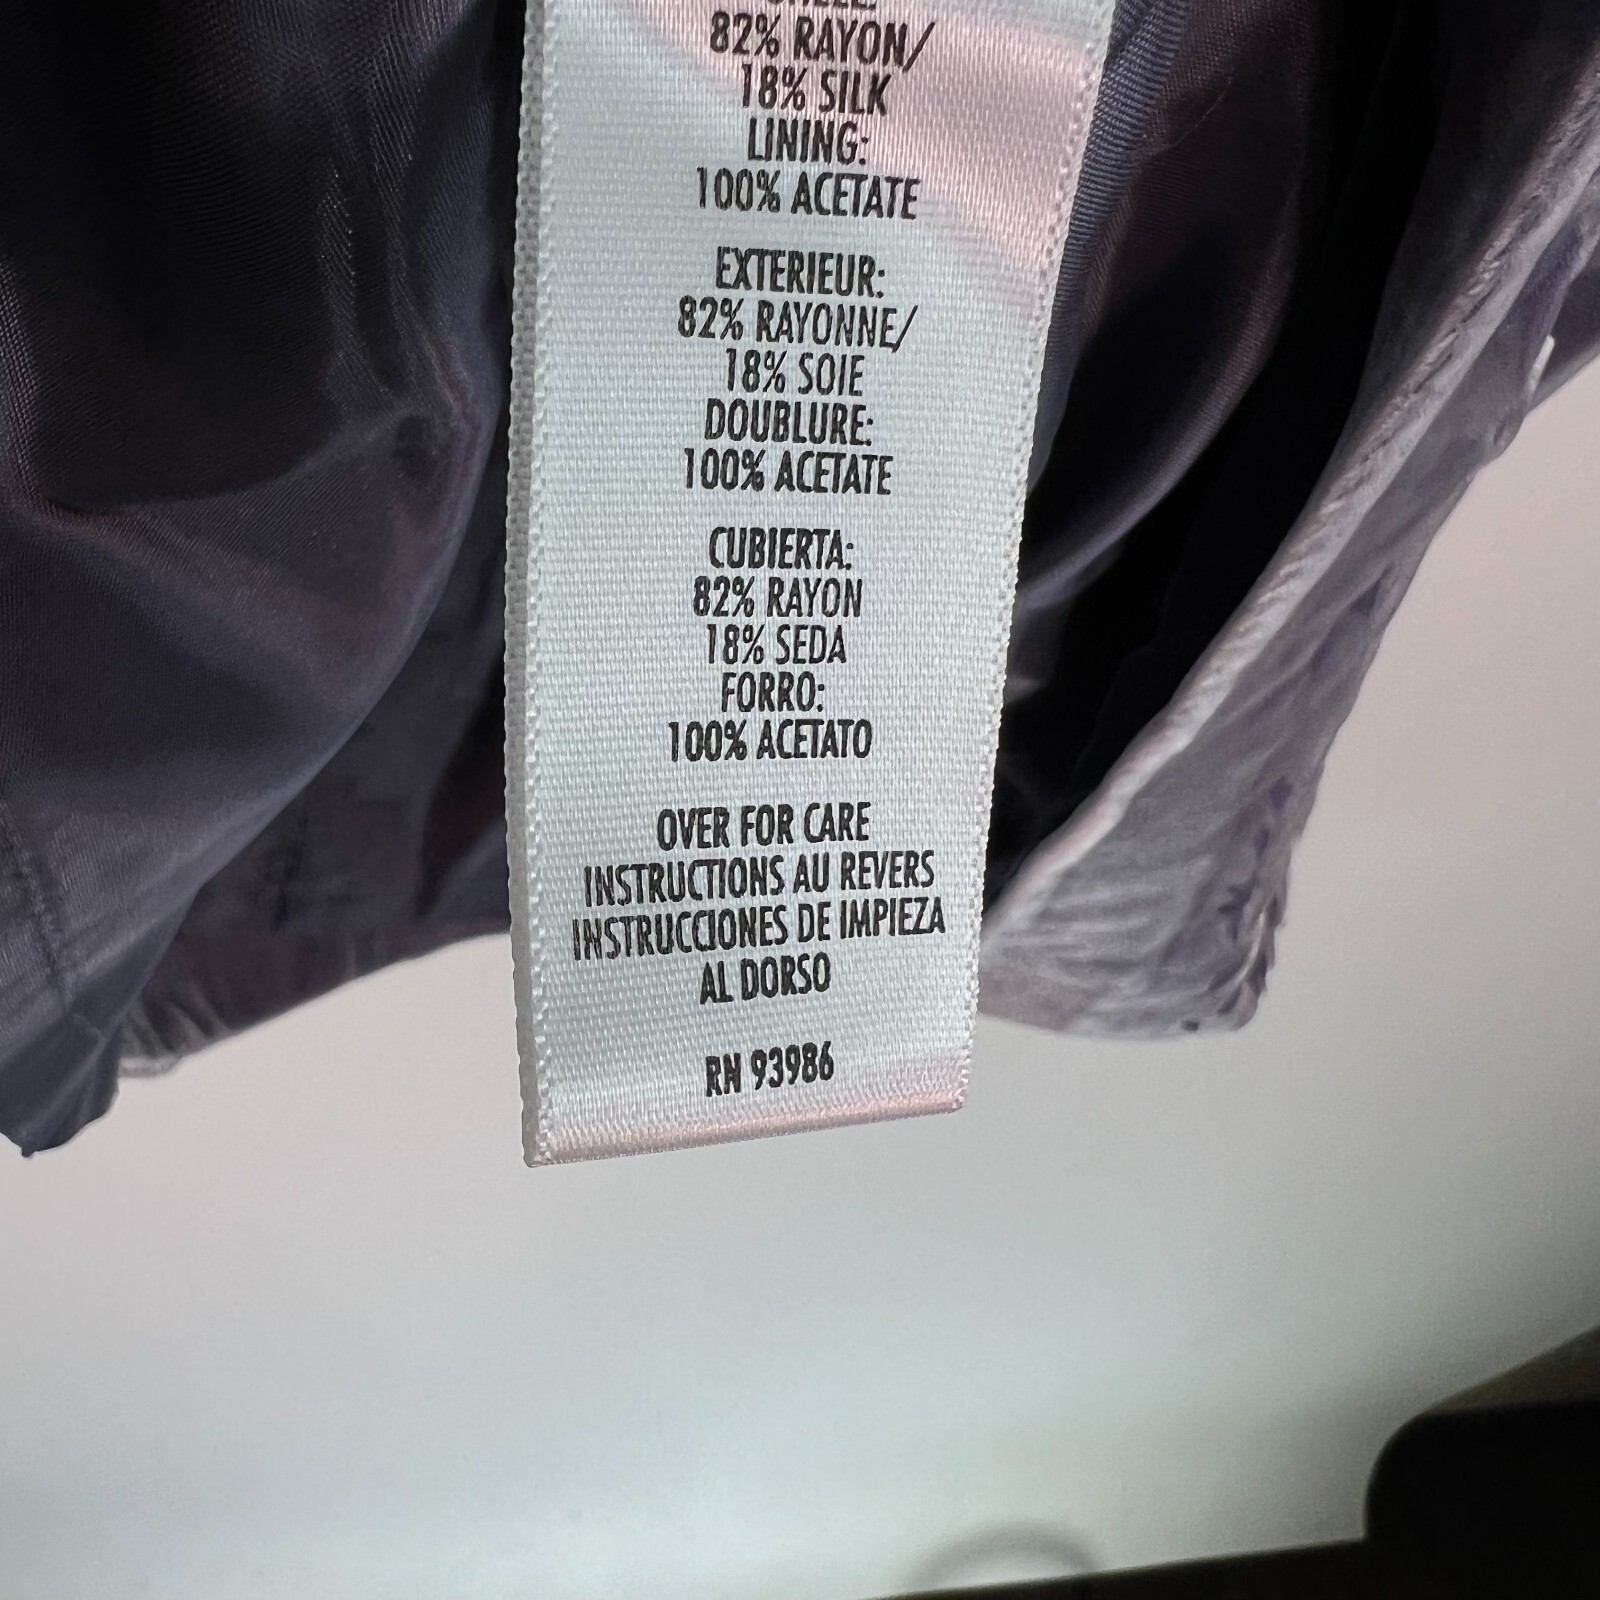 82% RAYON/
18% SILK
LINING:
100% ACETATE
EXTERIEUR:
82% RAYONNE/
18% SOIE
DOUBLURE:
100% ACETATE
CUBIERTA:
82% RAYON
18% SEDA
FORRO:
100% ACETATO
OVER FOR CARE
INSTRUCTIONS AU REVERS
INSTRUCCIONES DE IMPIEZA
AL DORSO
RN 93986